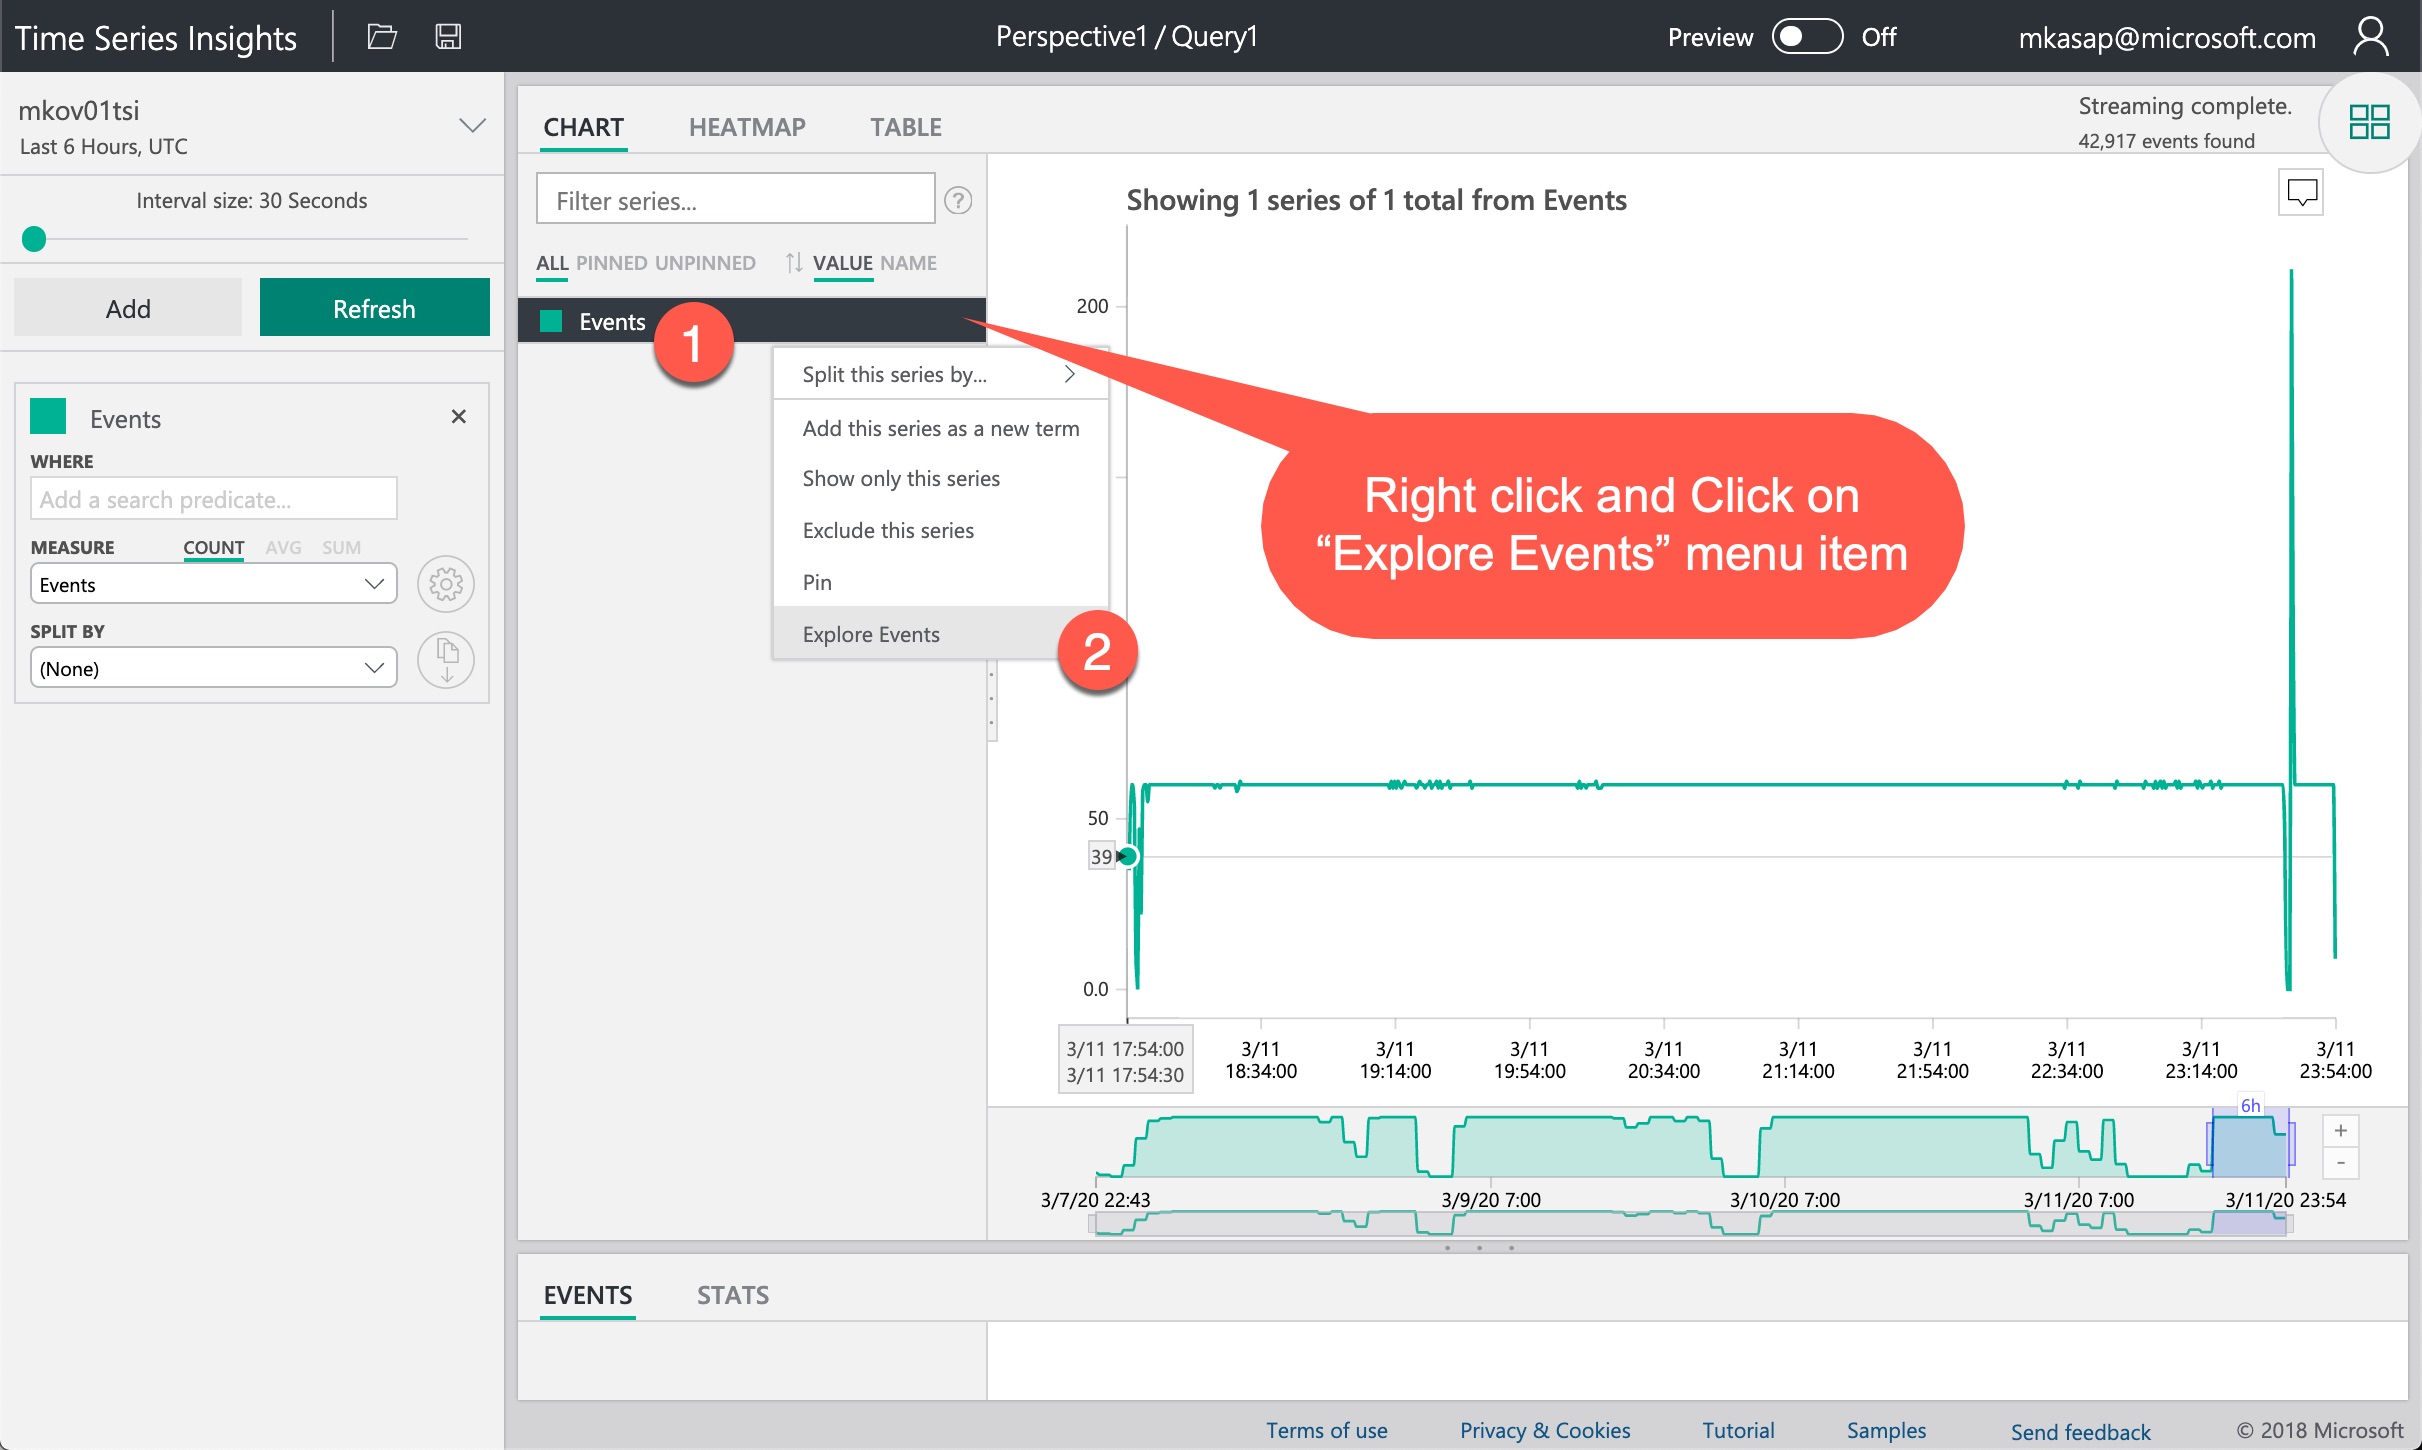 Time Series Insights
Perspective1 / Query1
Preview Off
mkasap@microsoft.com
mkov01tsi
Last 6 Hours, UTC
Interval size: 30 Seconds
Add Refresh
Events ×
WHERE
Add a search predicate...
MEASURE COUNT AVG SUM
Events
SPLIT BY
(None)
CHART HEATMAP TABLE
Streaming complete.
42,917 events found
Filter series... ?
ALL PINNED UNPINNED VALUE NAME
Events
1
Split this series by...
Add this series as a new term
Show only this series
Exclude this series
Pin
Explore Events
2
Right click and Click on
“Explore Events” menu item
Showing 1 series of 1 total from Events
200
50
39
0.0
3/11 17:54:00
3/11 17:54:30
3/11 18:34:00
3/11 19:14:00
3/11 19:54:00
3/11 20:34:00
3/11 21:14:00
3/11 21:54:00
3/11 22:34:00
3/11 23:14:00
3/11 23:54:00
6h
+
-
3/7/20 22:43 3/9/20 7:00 3/10/20 7:00 3/11/20 7:00 3/11/20 23:54
EVENTS STATS
Terms of use Privacy & Cookies Tutorial Samples Send feedback © 2018 Microsoft